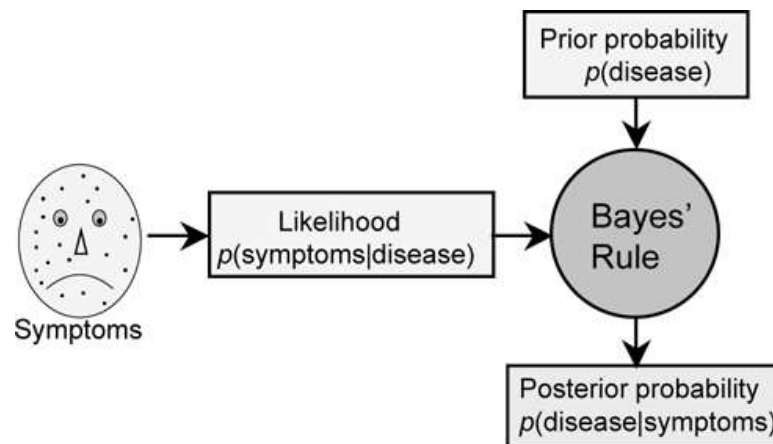 Prior probability
p(disease)
Likelihood
p(symptoms|disease)
Bayes’
Rule
Symptoms
Posterior probability
p(disease|symptoms)